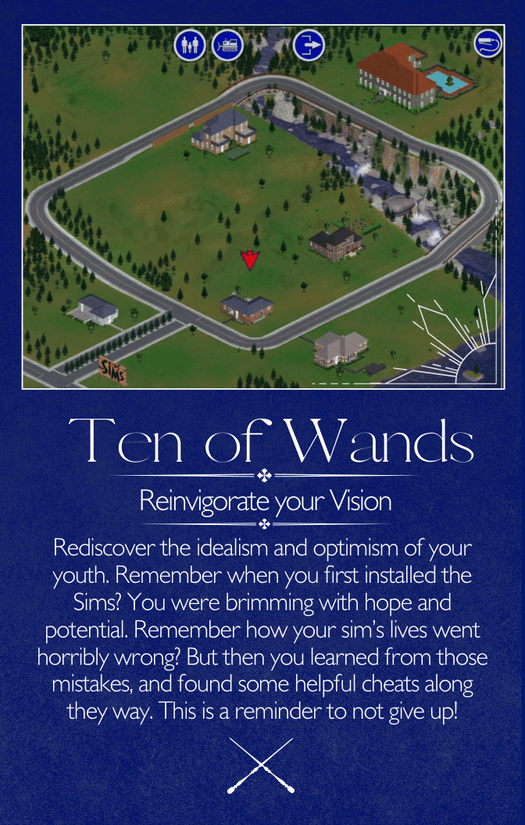 SIMS
Ten of Wands
Reinvigorate your Vision
Rediscover the idealism and optimism of your
youth. Remember when you first installed the
Sims? You were brimming with hope and
potential. Remember how your sim's lives went
horribly wrong? But then you learned from those
mistakes, and found some helpful cheats along
they way. This is a reminder to not give up!